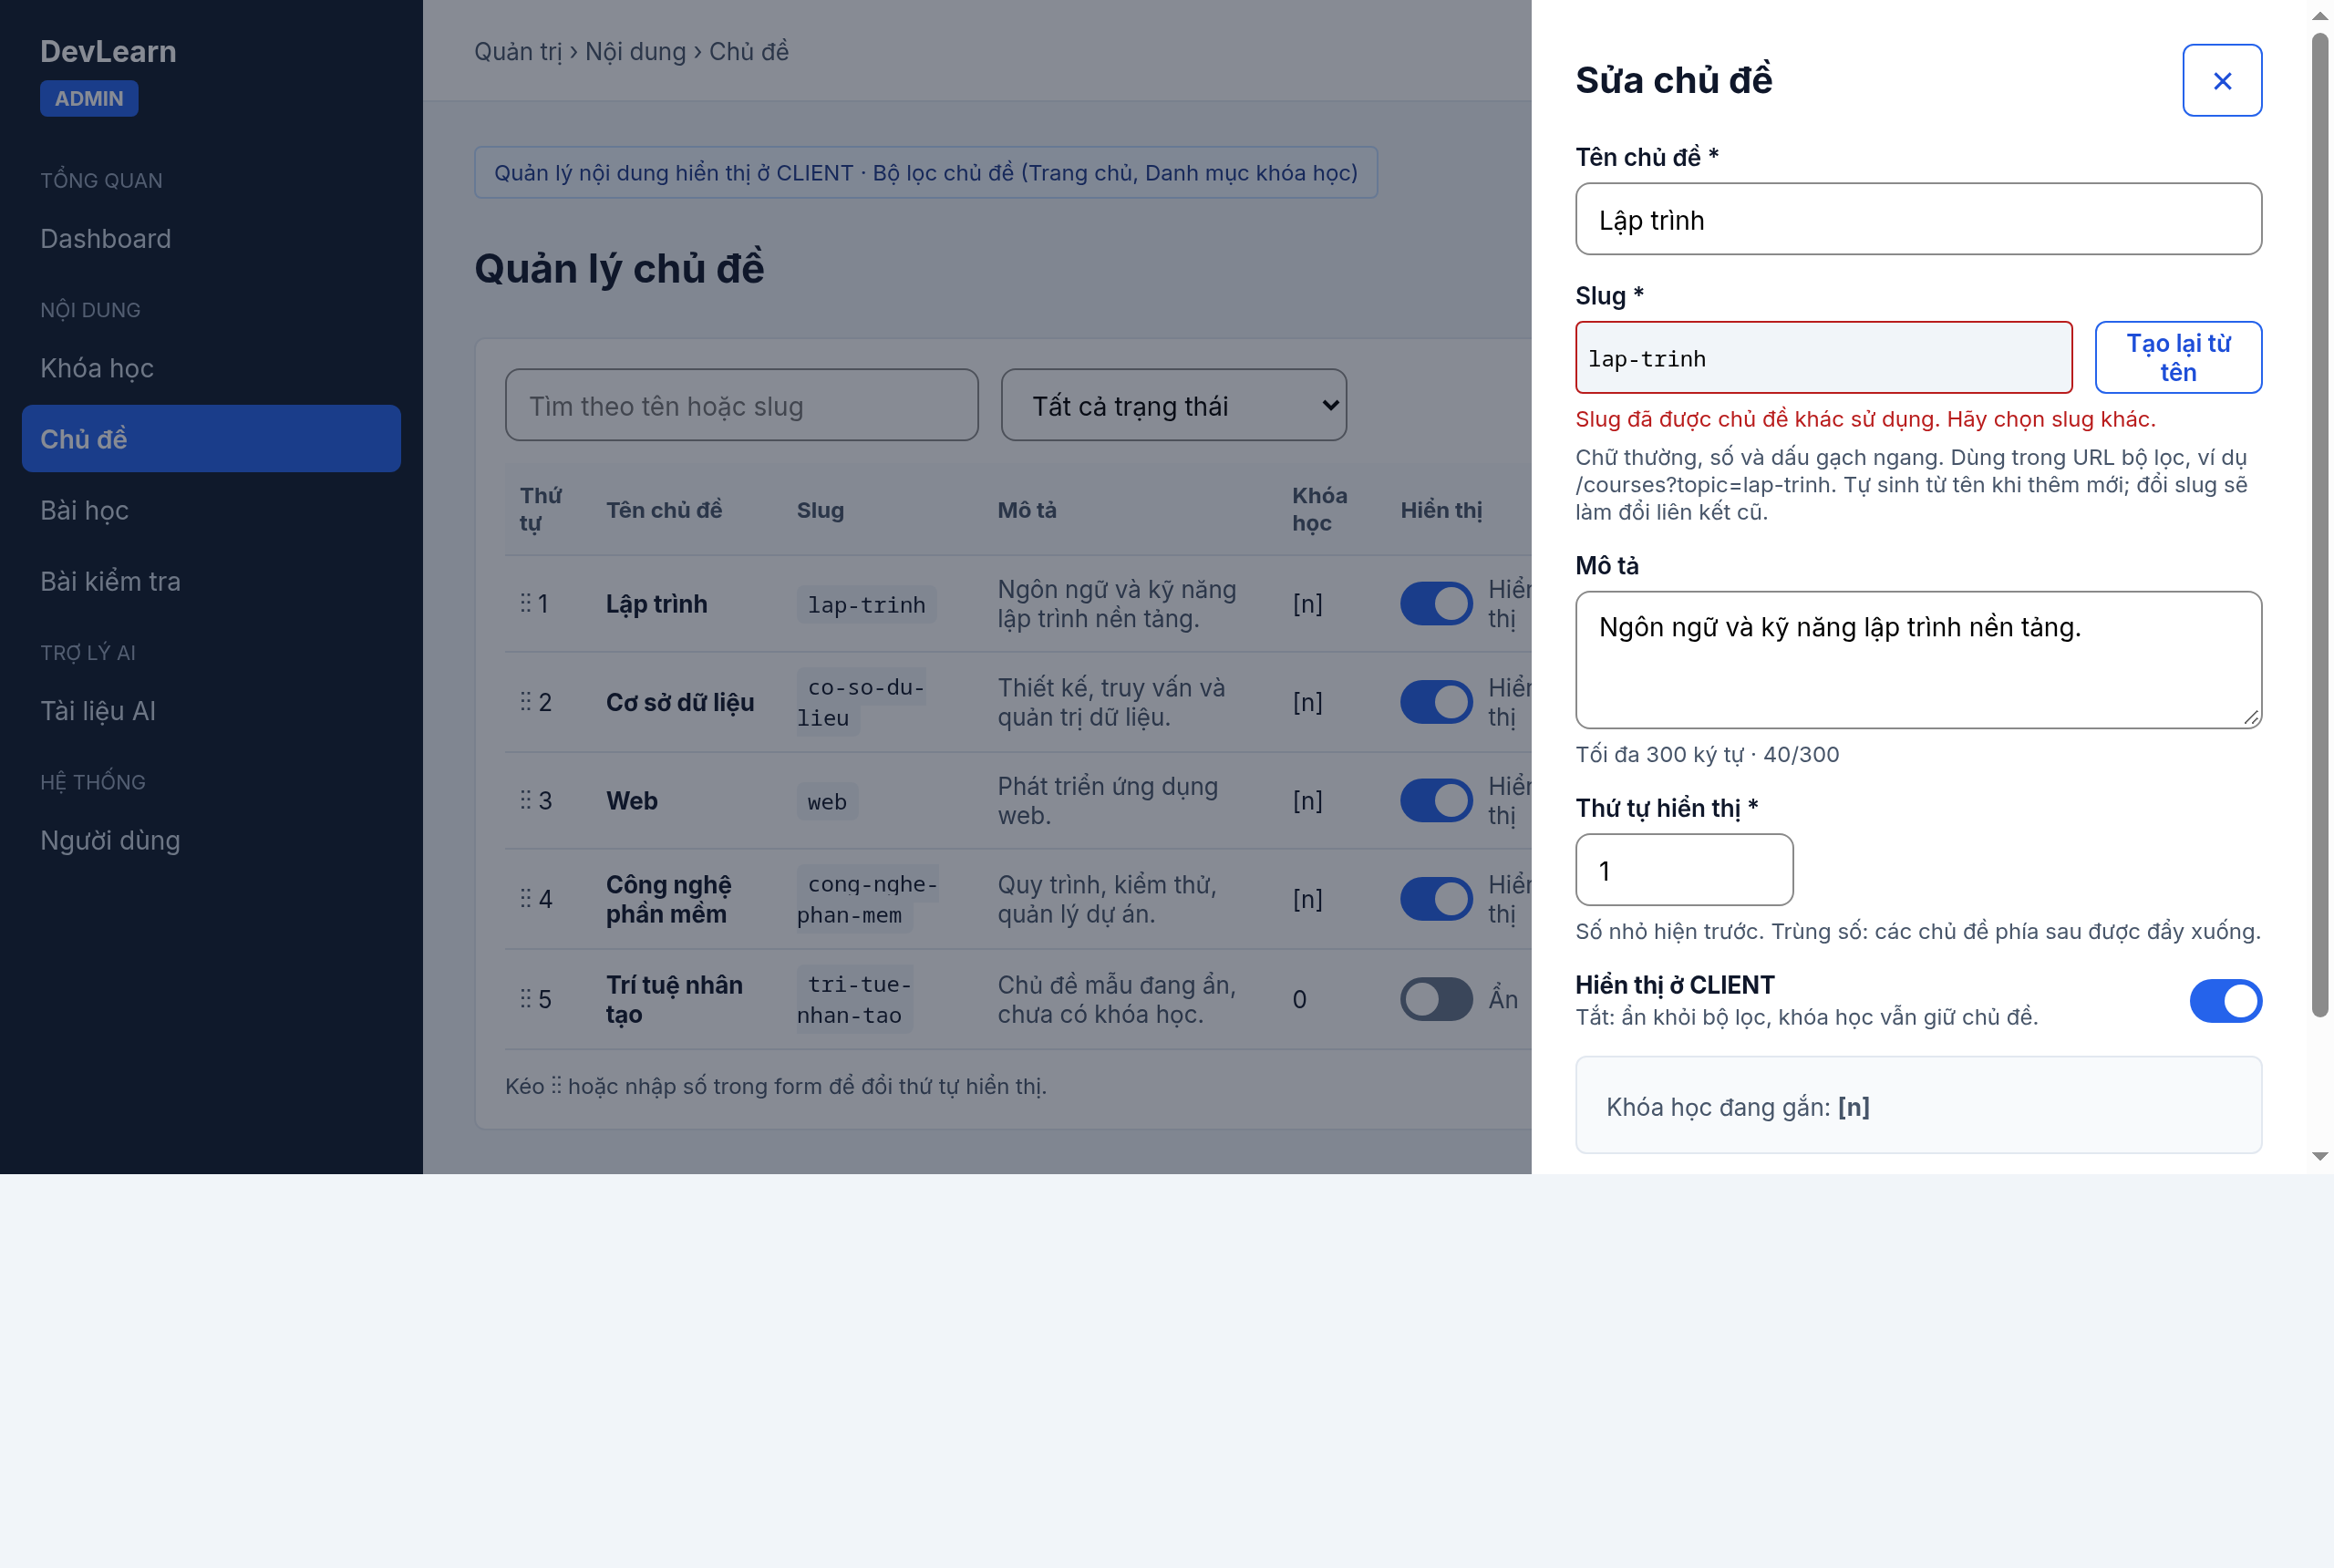 DevLearn
ADMIN
TỔNG QUAN
Dashboard
NỘI DUNG
Khóa học
Chủ đề
Bài học
Bài kiểm tra
TRỢ LÝ AI
Tài liệu AI
HỆ THỐNG
Người dùng
Quản trị › Nội dung › Chủ đề
Quản lý nội dung hiển thị ở CLIENT · Bộ lọc chủ đề (Trang chủ, Danh mục khóa học)
Quản lý chủ đề
Tìm theo tên hoặc slug
Tất cả trạng thái
Thứ tự
Tên chủ đề
Slug
Mô tả
Khóa học
Hiển thị
⠿ 1
Lập trình
lap-trinh
Ngôn ngữ và kỹ năng
lập trình nền tảng.
[n]
thị
⠿ 2
Cơ sở dữ liệu
co-so-du-
lieu
Thiết kế, truy vấn và
quản trị dữ liệu.
[n]
thị
⠿ 3
Web
web
Phát triển ứng dụng
web.
[n]
thị
⠿ 4
Công nghệ
phần mềm
cong-nghe-
phan-mem
Quy trình, kiểm thử,
quản lý dự án.
[n]
thị
⠿ 5
Trí tuệ nhân
tạo
tri-tue-
nhan-tao
Chủ đề mẫu đang ẩn,
chưa có khóa học.
0
Ẩn
Kéo ⠿ hoặc nhập số trong form để đổi thứ tự hiển thị.
Sửa chủ đề
✕
Tên chủ đề *
Lập trình
Slug *
lap-trinh
Tạo lại từ
tên
Slug đã được chủ đề khác sử dụng. Hãy chọn slug khác.
Chữ thường, số và dấu gạch ngang. Dùng trong URL bộ lọc, ví dụ
/courses?topic=lap-trinh. Tự sinh từ tên khi thêm mới; đổi slug sẽ
làm đổi liên kết cũ.
Mô tả
Ngôn ngữ và kỹ năng lập trình nền tảng.
Tối đa 300 ký tự · 40/300
Thứ tự hiển thị *
1
Số nhỏ hiện trước. Trùng số: các chủ đề phía sau được đẩy xuống.
Hiển thị ở CLIENT
Tắt: ẩn khỏi bộ lọc, khóa học vẫn giữ chủ đề.
Khóa học đang gắn: [n]